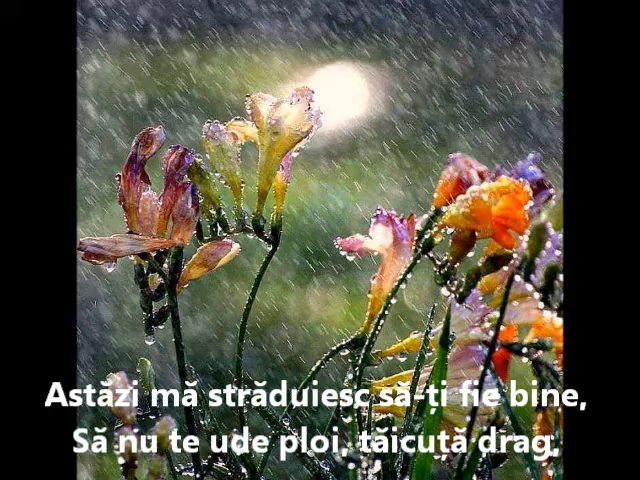 Astăzi mă străduiesc să-ți fie bine,
Să nu te ude ploi, tăicuță drag,